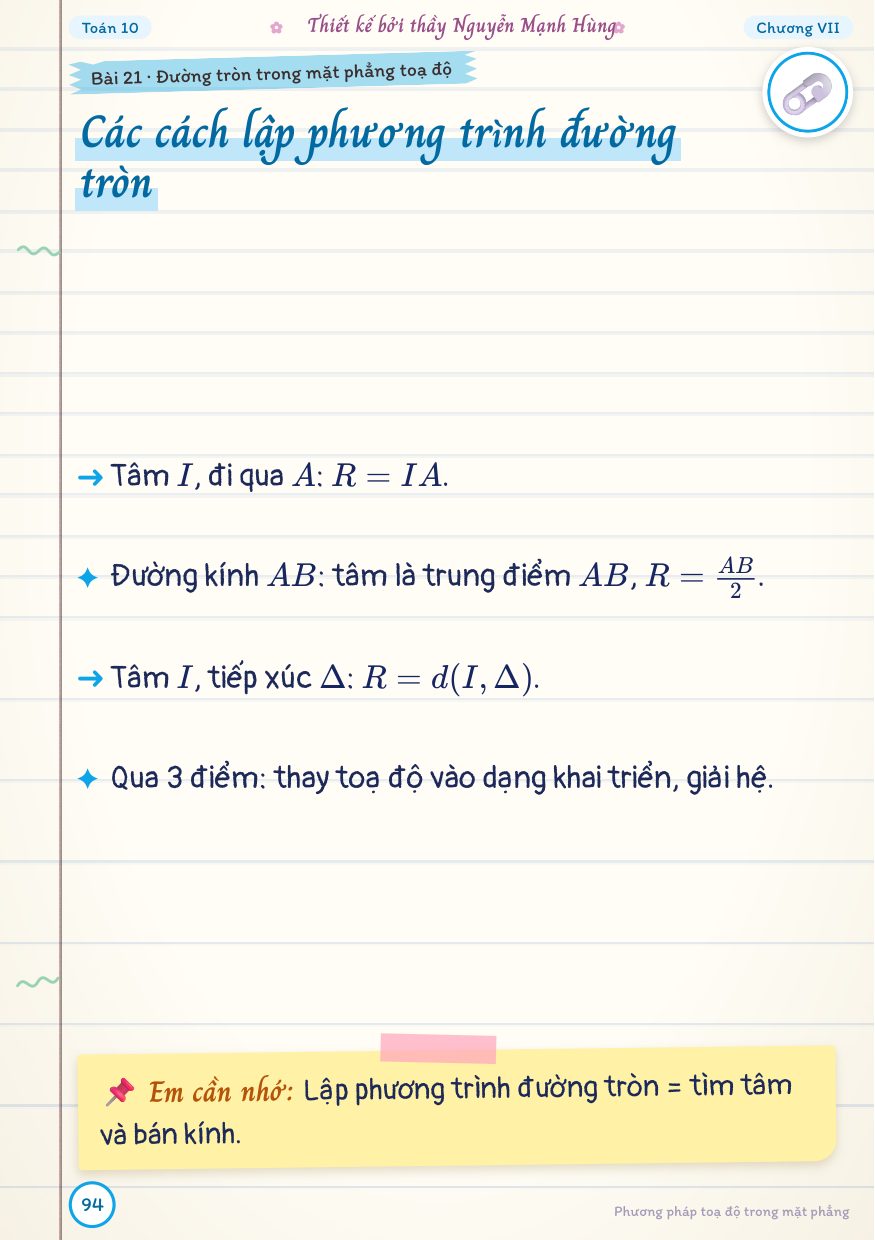 Toán 10
Thiết kế bởi thầy Nguyễn Mạnh Hùng
Chương VII
Bài 21 · Đường tròn trong mặt phẳng toạ độ
Các cách lập phương trình đường
tròn
→ Tâm I, đi qua A: R = IA.
✦ Đường kính AB: tâm là trung điểm AB, R = AB/2.
→ Tâm I, tiếp xúc Δ: R = d(I, Δ).
✦ Qua 3 điểm: thay toạ độ vào dạng khai triển, giải hệ.
📌 Em cần nhớ: Lập phương trình đường tròn = tìm tâm
và bán kính.
94
Phương pháp toạ độ trong mặt phẳng